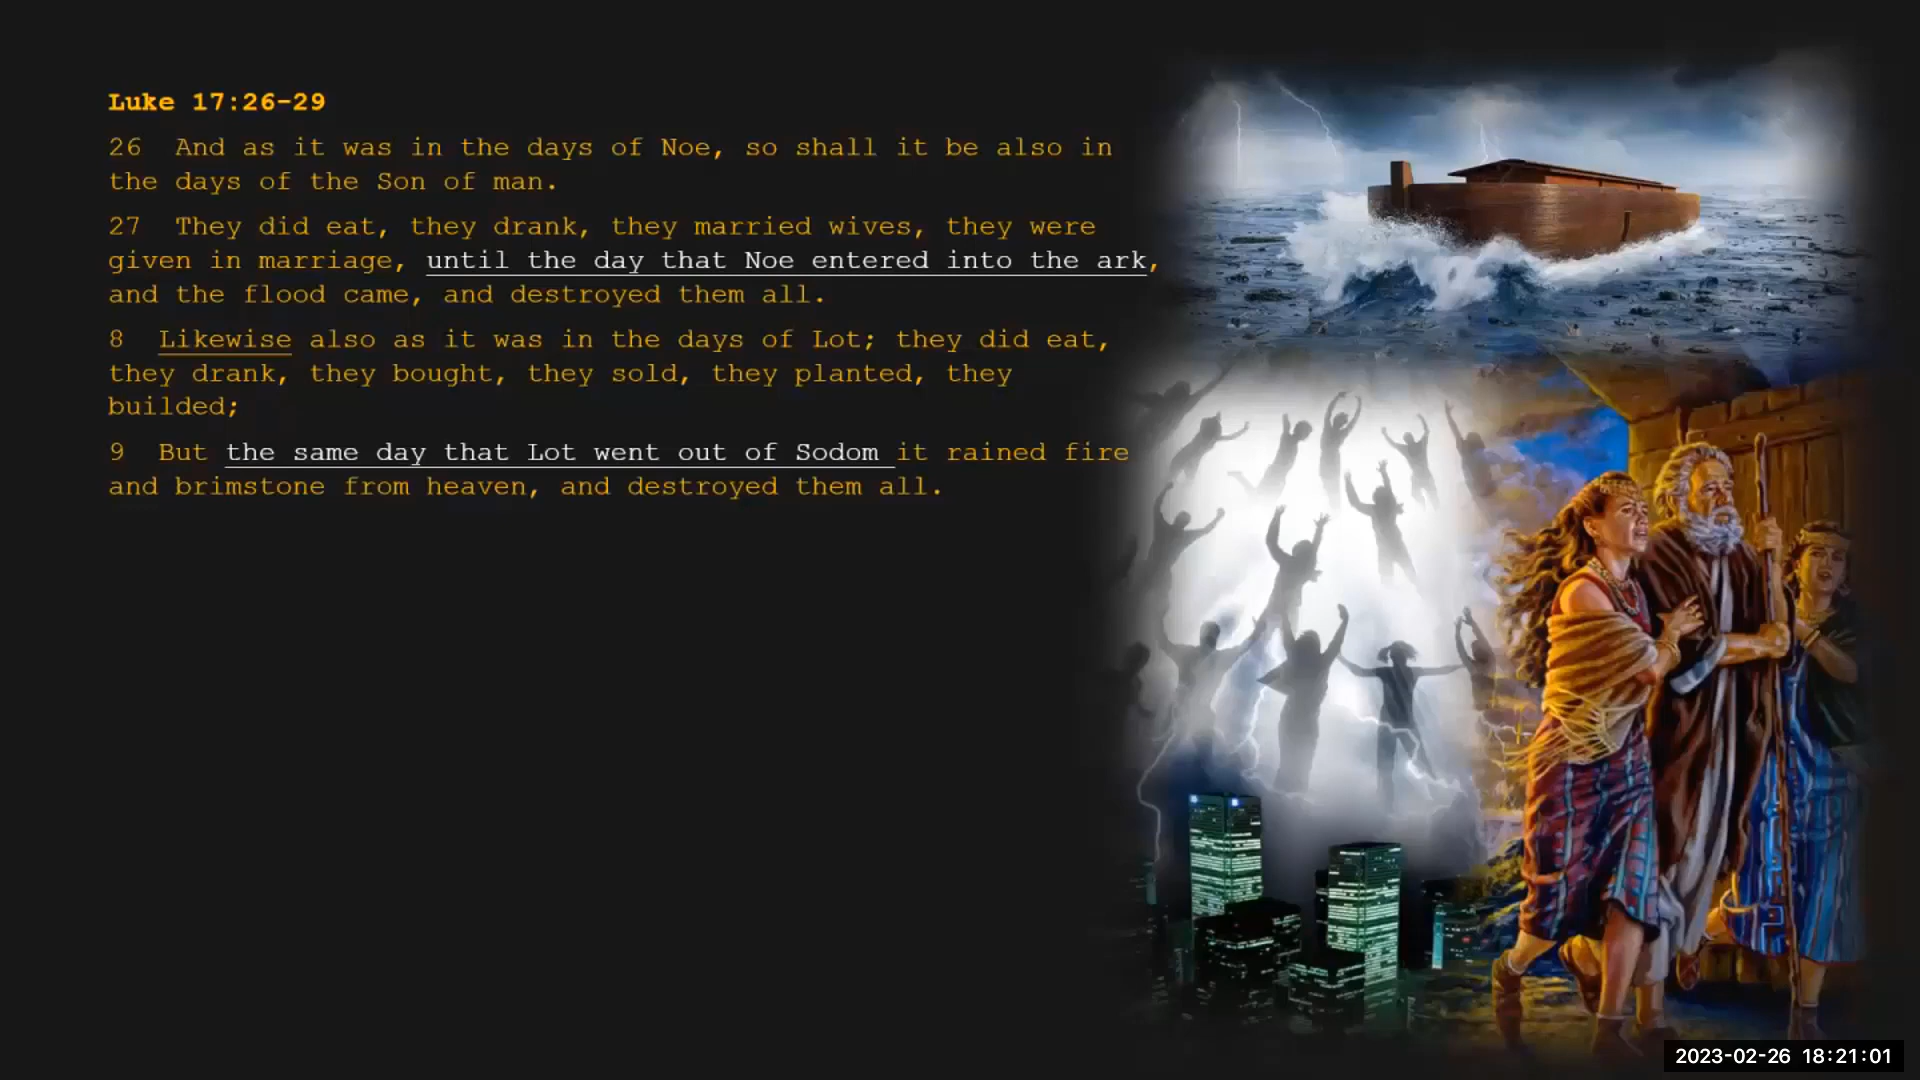 Luke 17:26-29
26  And as it was in the days of Noe, so shall it be also in
the days of the Son of man.
27  They did eat, they drank, they married wives, they were
given in marriage, until the day that Noe entered into the ark,
and the flood came, and destroyed them all.
8  Likewise also as it was in the days of Lot; they did eat,
they drank, they bought, they sold, they planted, they
builded;
9  But the same day that Lot went out of Sodom it rained fire
and brimstone from heaven, and destroyed them all.
2023-02-26 18:21:01